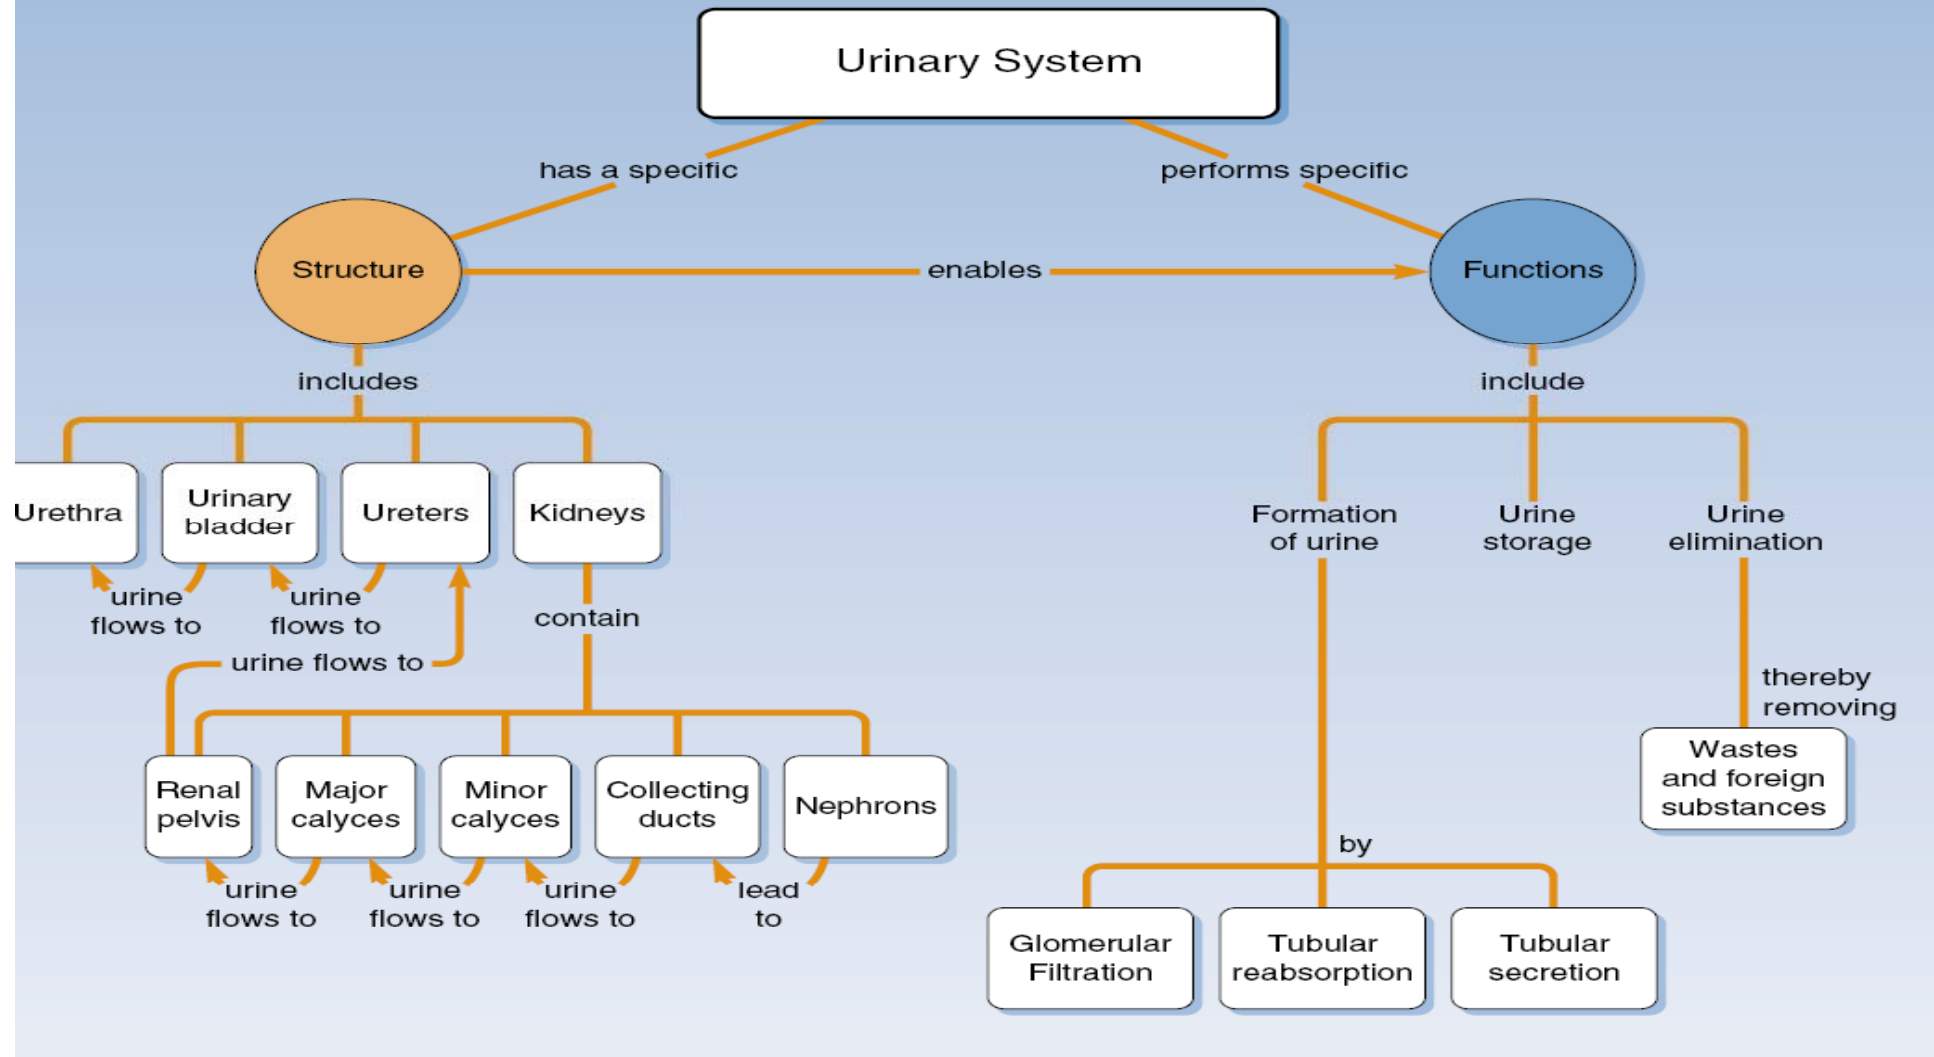 Urinary System
has a specific
performs specific
Structure
enables
Functions
includes
include
Urethra
Urinary
bladder
Ureters
Kidneys
Formation
of urine
Urine
storage
Urine
elimination
urine
flows to
urine
flows to
contain
urine flows to
thereby
removing
Renal
pelvis
Major
calyces
Minor
calyces
Collecting
ducts
Nephrons
Wastes
and foreign
substances
urine
flows to
urine
flows to
urine
flows to
lead
to
by
Glomerular
Filtration
Tubular
reabsorption
Tubular
secretion